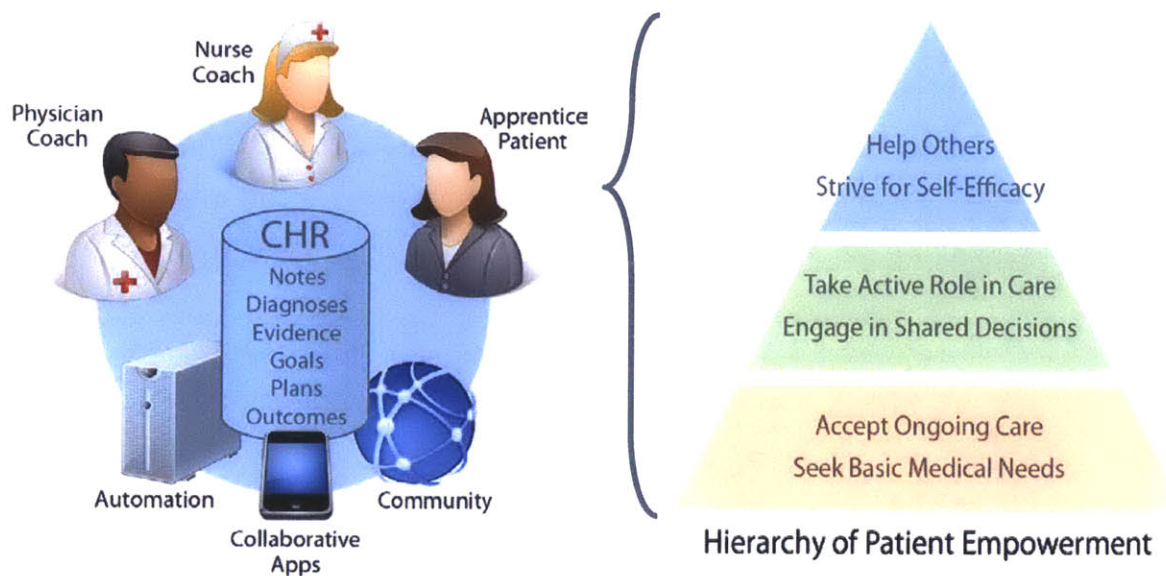 Nurse
Coach
Physician
Coach
Apprentice
Patient
CHR
Notes
Diagnoses
Evidence
Goals
Plans
Outcomes
Automation
Community
Collaborative
Apps
Help Others
Strive for Self-Efficacy
Take Active Role in Care
Engage in Shared Decisions
Accept Ongoing Care
Seek Basic Medical Needs
Hierarchy of Patient Empowerment